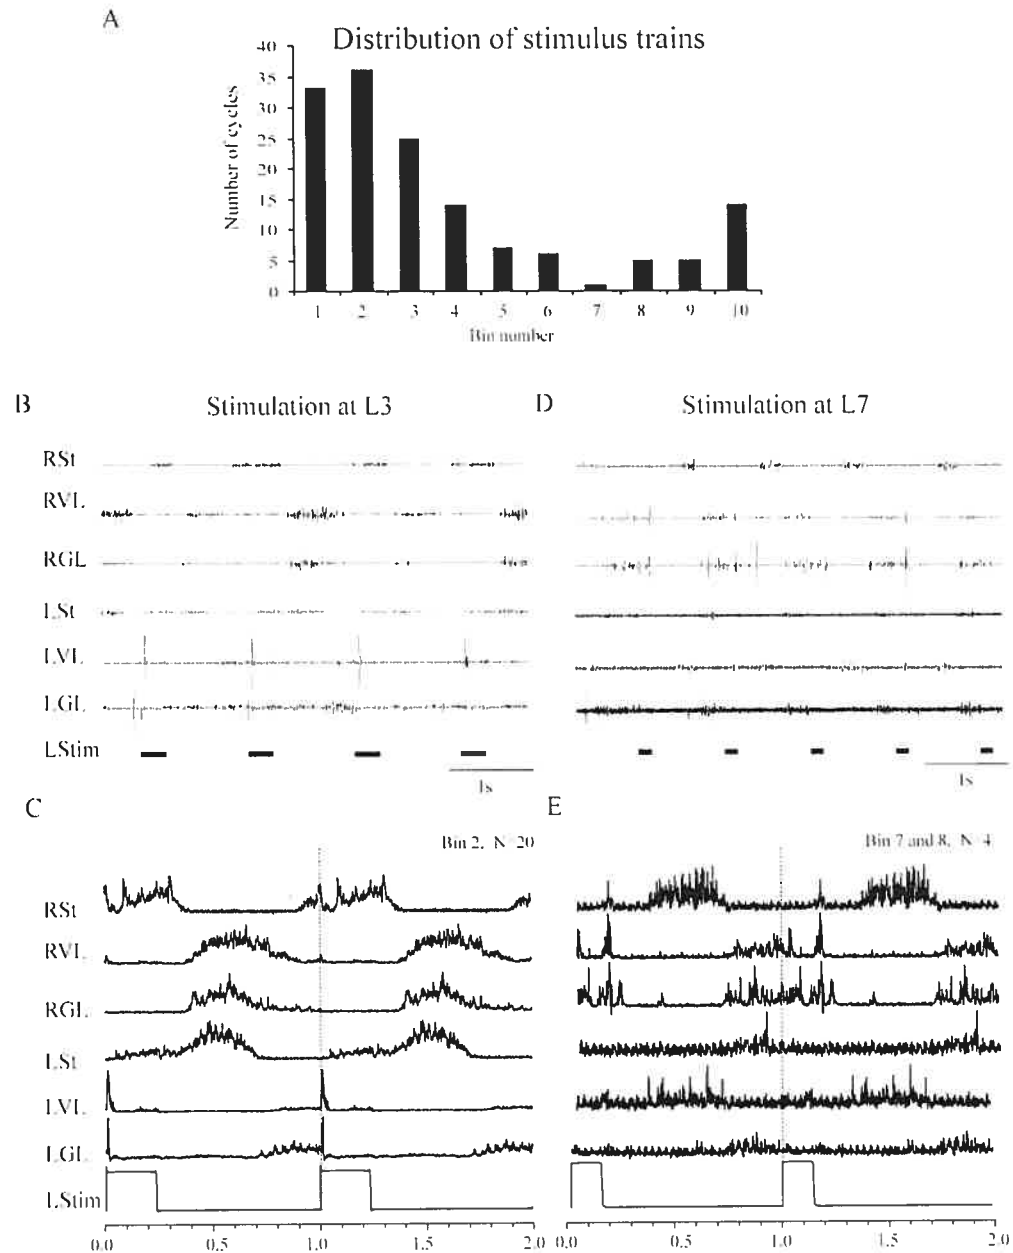 A
Distribution of stimulus trains
40
35
30
25
20
15
10
5
0
Number of cycles
1 2 3 4 5 6 7 8 9 10
Bin number
B
Stimulation at L3
D
Stimulation at L7
RSt
RVL
RGL
LSt
LVL
LGL
LStim
1s
1s
C
E
Bin 2, N=20
Bin 7 and 8, N=4
RSt
RVL
RGL
LSt
LVL
LGL
LStim
0.0 0.5 1.0 1.5 2.0
0.0 0.5 1.0 1.5 2.0